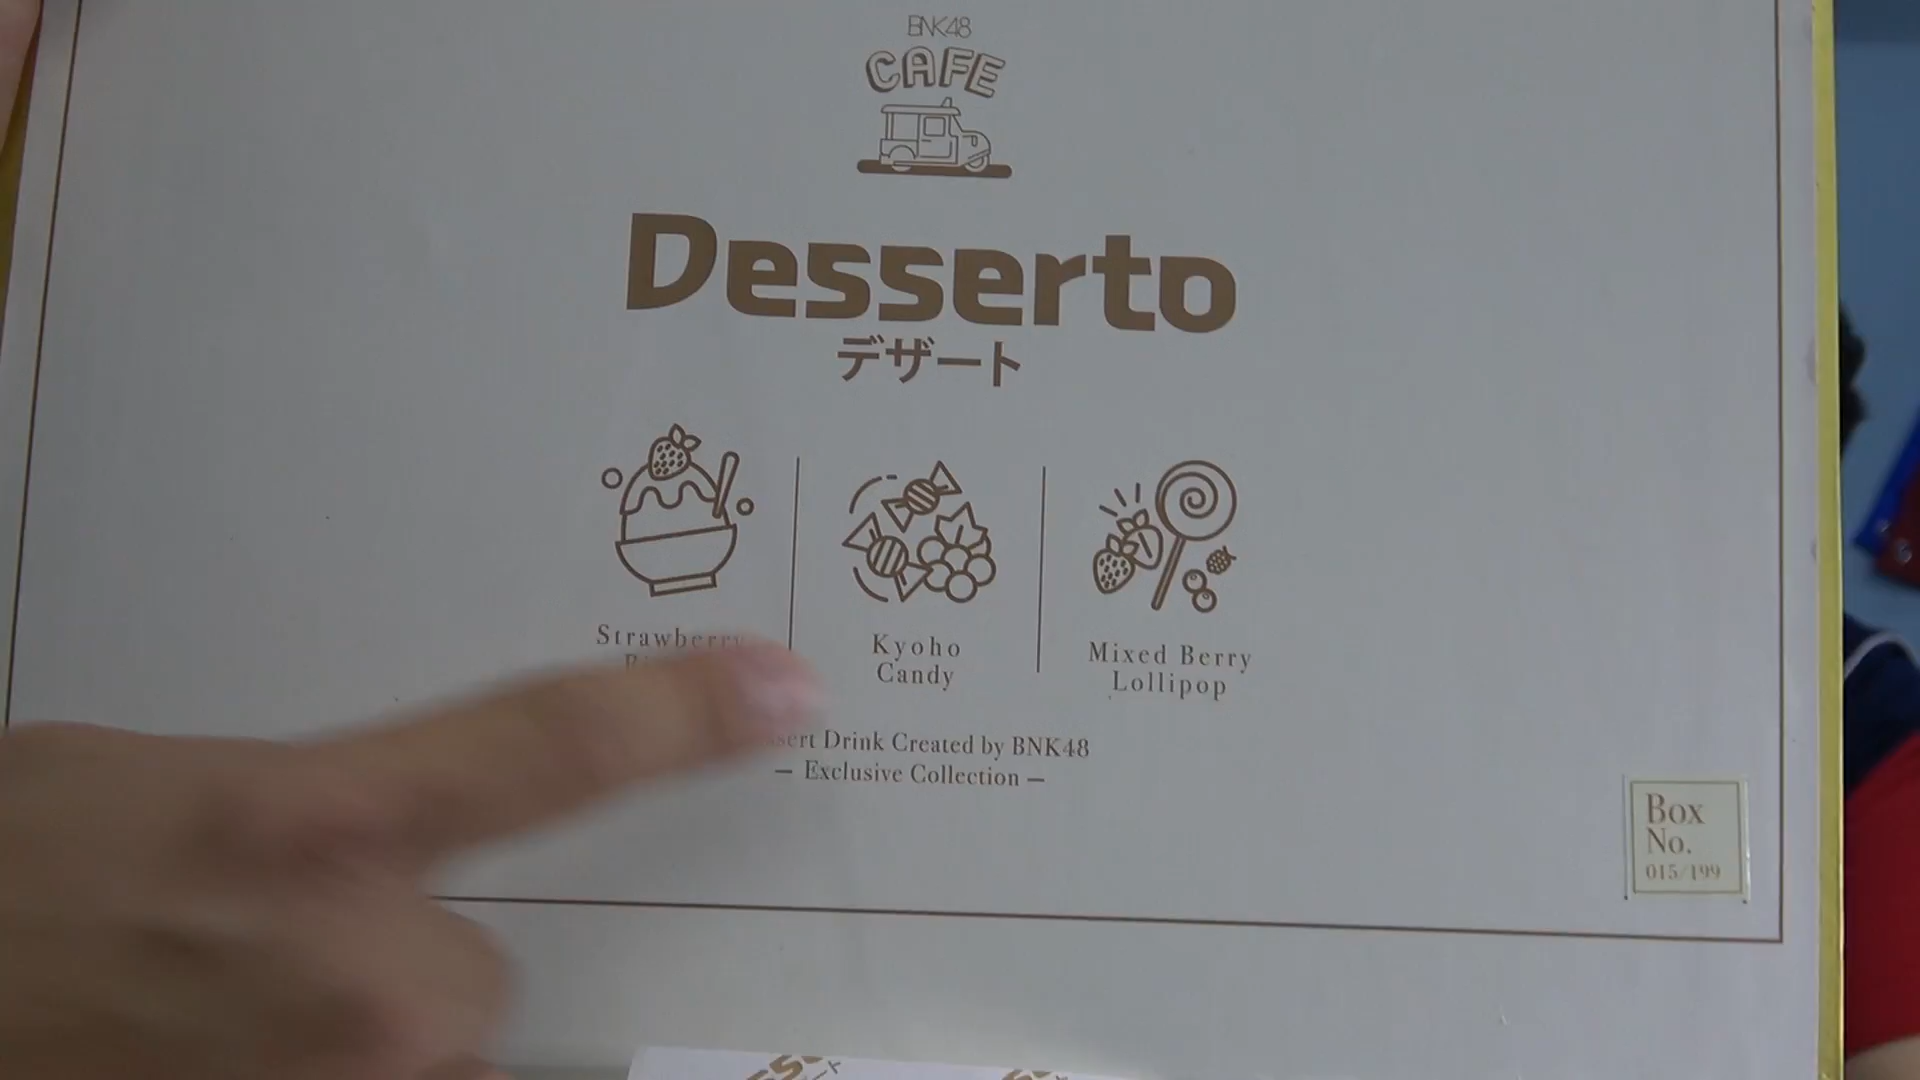 BNK48
CAFE
Desserto
デザート
Strawberry
Kyoho
Candy
Mixed Berry
Lollipop
Drink Created by BNK48
— Exclusive Collection —
Box
No.
015/199